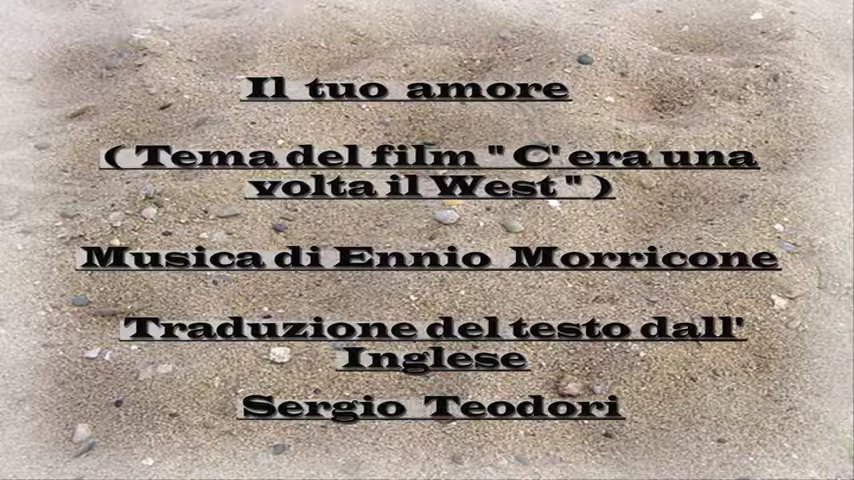 Il tuo amore
( Tema del film " C' era una
volta il West " )
Musica di Ennio Morricone
Traduzione del testo dall'
Inglese
Sergio Teodori